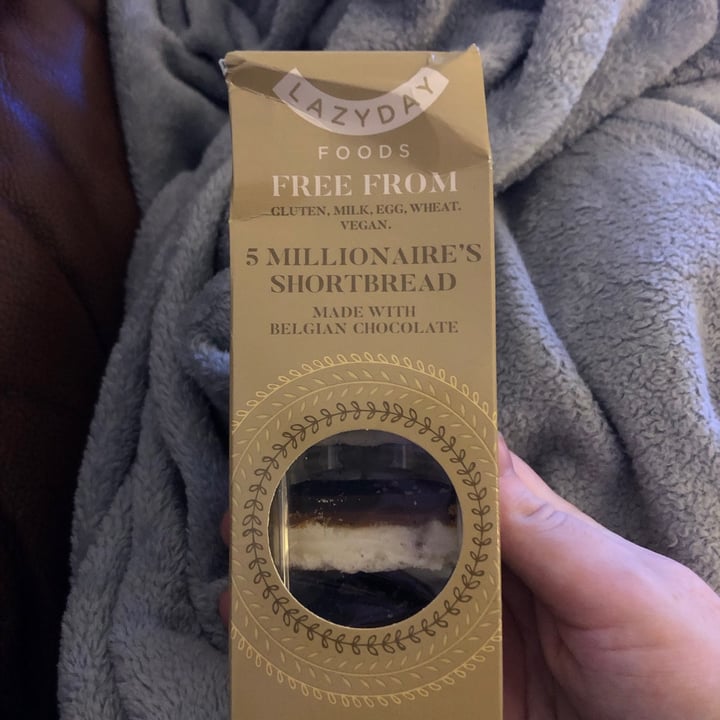 LAZYDAY
FOODS
FREE FROM
GLUTEN, MILK, EGG, WHEAT.
VEGAN.
5 MILLIONAIRE'S
SHORTBREAD
MADE WITH
BELGIAN CHOCOLATE